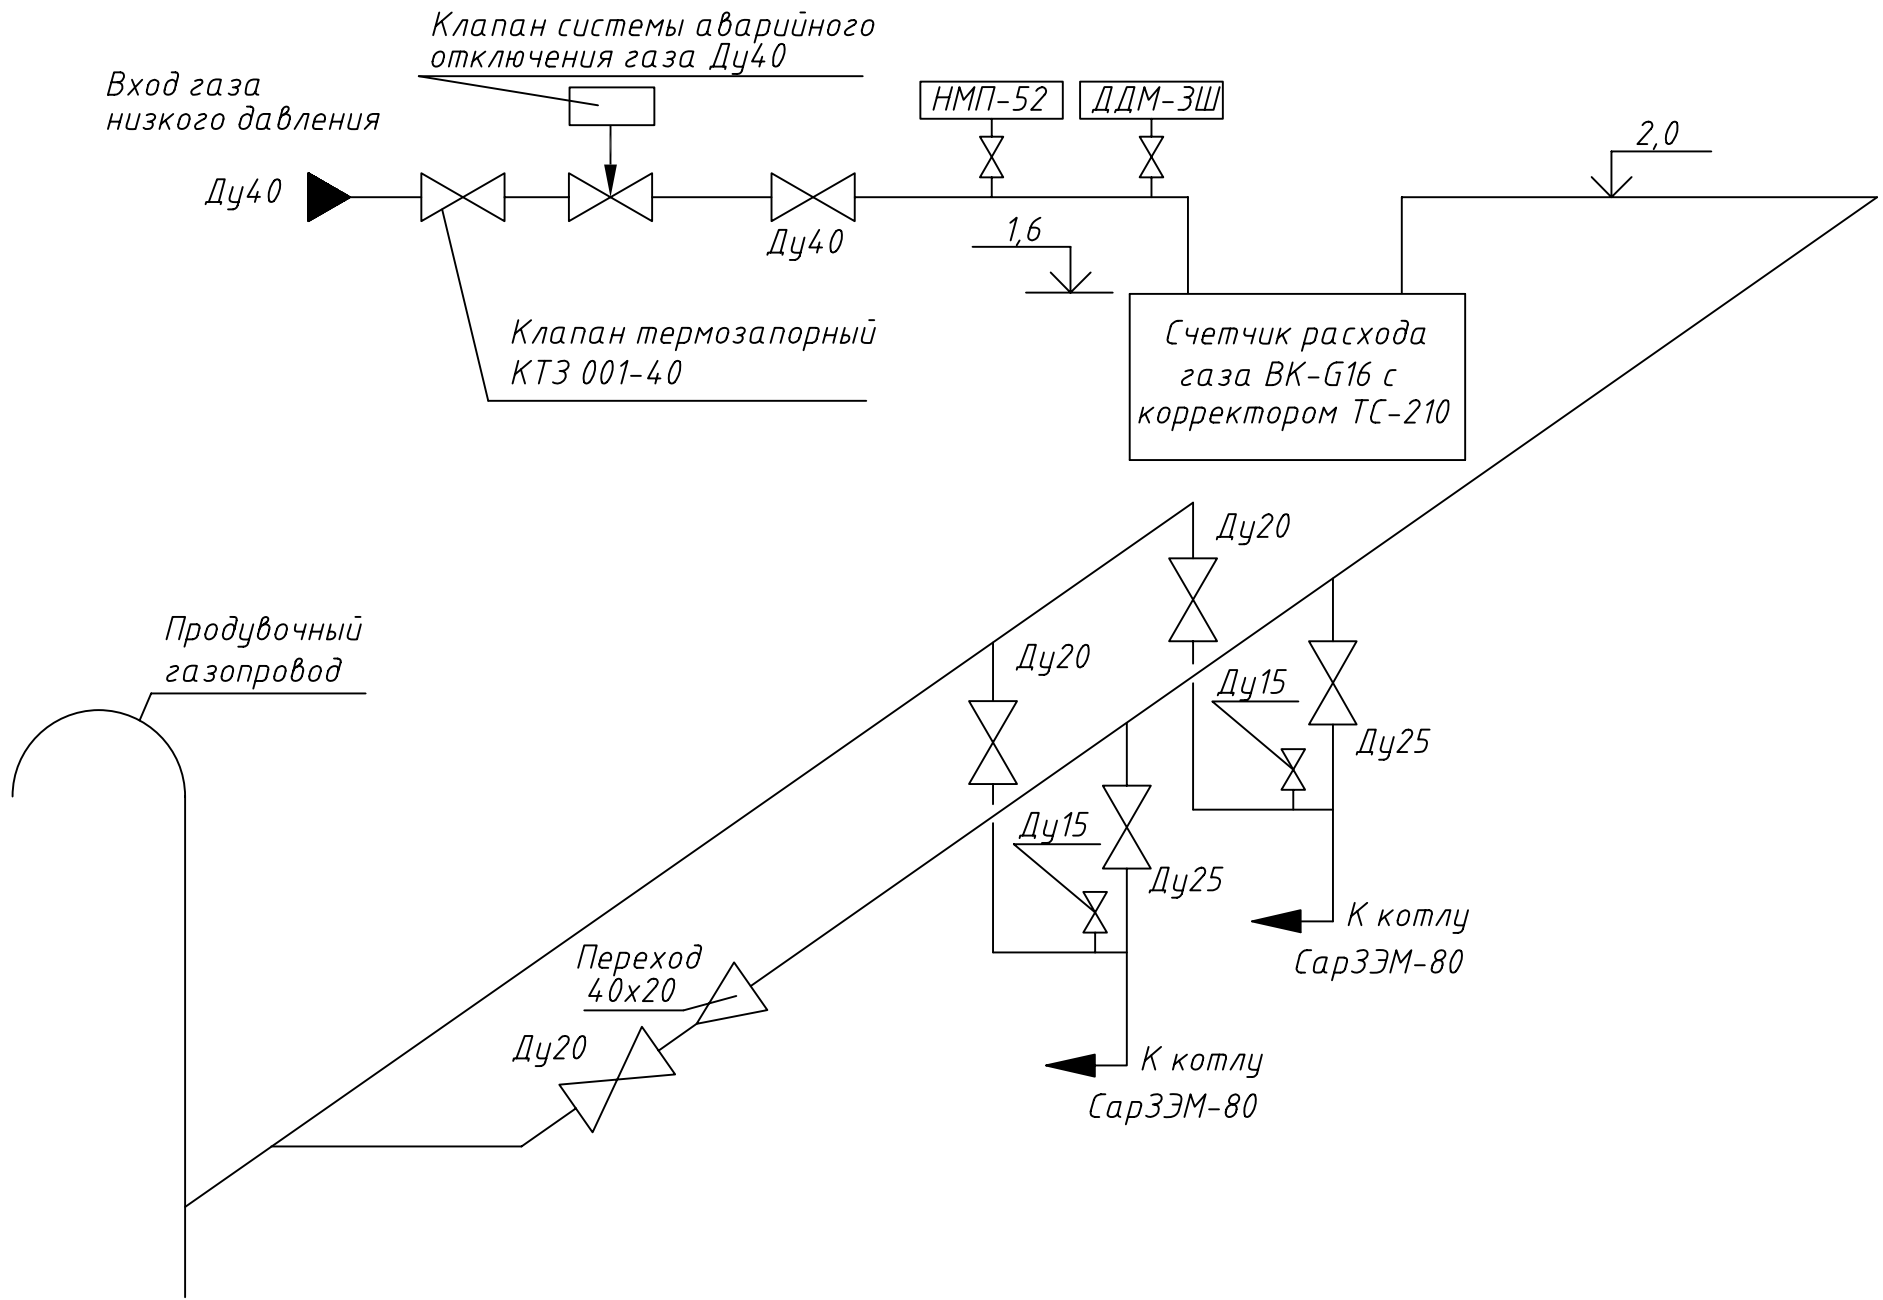 Клапан системы аварийного
отключения газа Ду40
Вход газа
низкого давления
Ду40
Ду40
НМП-52
ДДМ-3Ш
2,0
1,6
Клапан термозапорный
КТЗ 001-40
Счетчик расхода
газа ВК-G16 с
корректором ТС-210
Ду20
Продувочный
газопровод
Ду20
Ду15
Ду25
Ду15
Ду25
К котлу
СарЗЭМ-80
Переход
40х20
Ду20
К котлу
СарЗЭМ-80